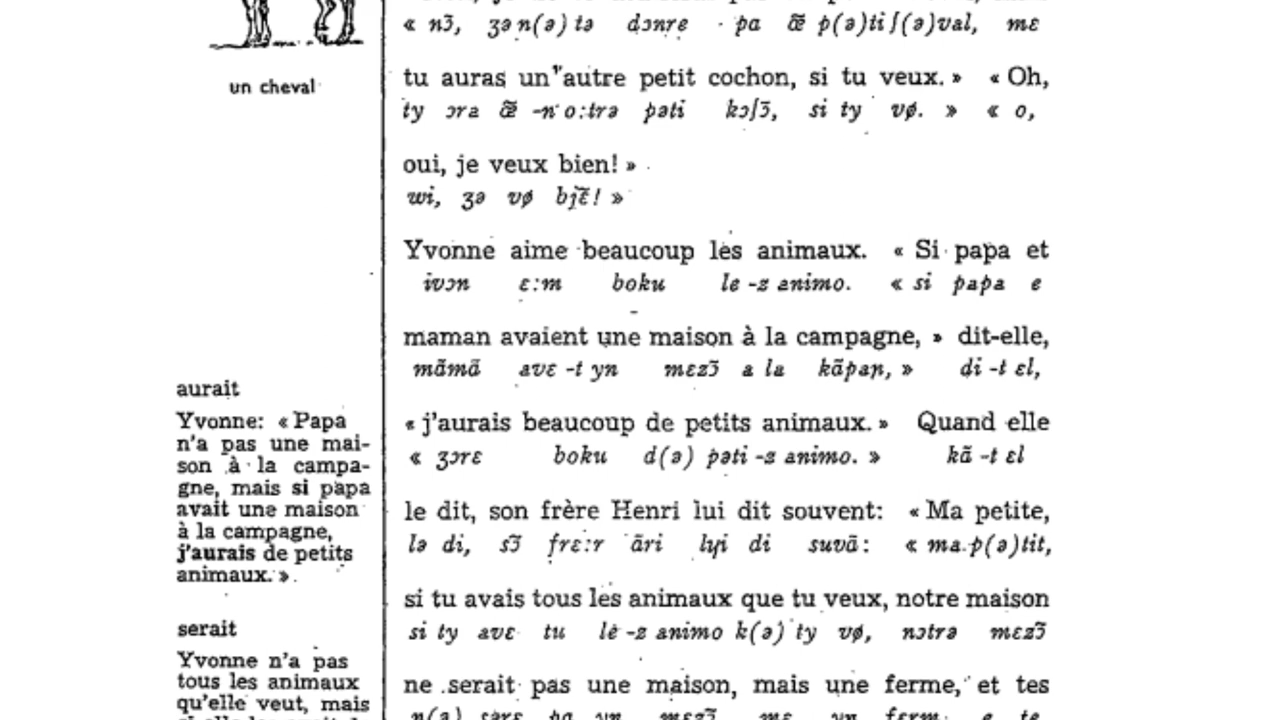 « nɔ̃, ʒən(ə) tə dɔnre pa œ̃ p(ə)tiʃ(ə)val, mɛ
un cheval
tu auras un autre petit cochon, si tu veux. » « Oh,
ty ɔra œ̃ -n o:trə pəti kɔʃɔ̃, si ty vø. » « o,
oui, je veux bien! »
wi, ʒə vø bjɛ̃! »
Yvonne aime beaucoup les animaux. « Si papa et
ivɔn ɛ:m boku le -z animo. « si papa e
maman avaient une maison à la campagne, » dit-elle,
mãmã avɛ -t yn mɛzɔ̃ a la kãpaɲ, » di -t ɛl,
« j'aurais beaucoup de petits animaux. » Quand elle
« ʒɔrɛ boku d(ə) pəti -z animo. » kã -t ɛl
le dit, son frère Henri lui dit souvent: « Ma petite,
lə di, sɔ̃ frɛ:r ãri lɥi di suvã: « ma p(ə)tit,
si tu avais tous les animaux que tu veux, notre maison
si ty avɛ tu le -z animo k(ə) ty vø, nɔtrə mɛzɔ̃
ne serait pas une maison, mais une ferme, et tes
aurait
Yvonne: « Papa
n'a pas une mai-
son à la campa-
gne, mais si papa
avait une maison
à la campagne,
j'aurais de petits
animaux. »
serait
Yvonne n'a pas
tous les animaux
qu'elle veut, mais